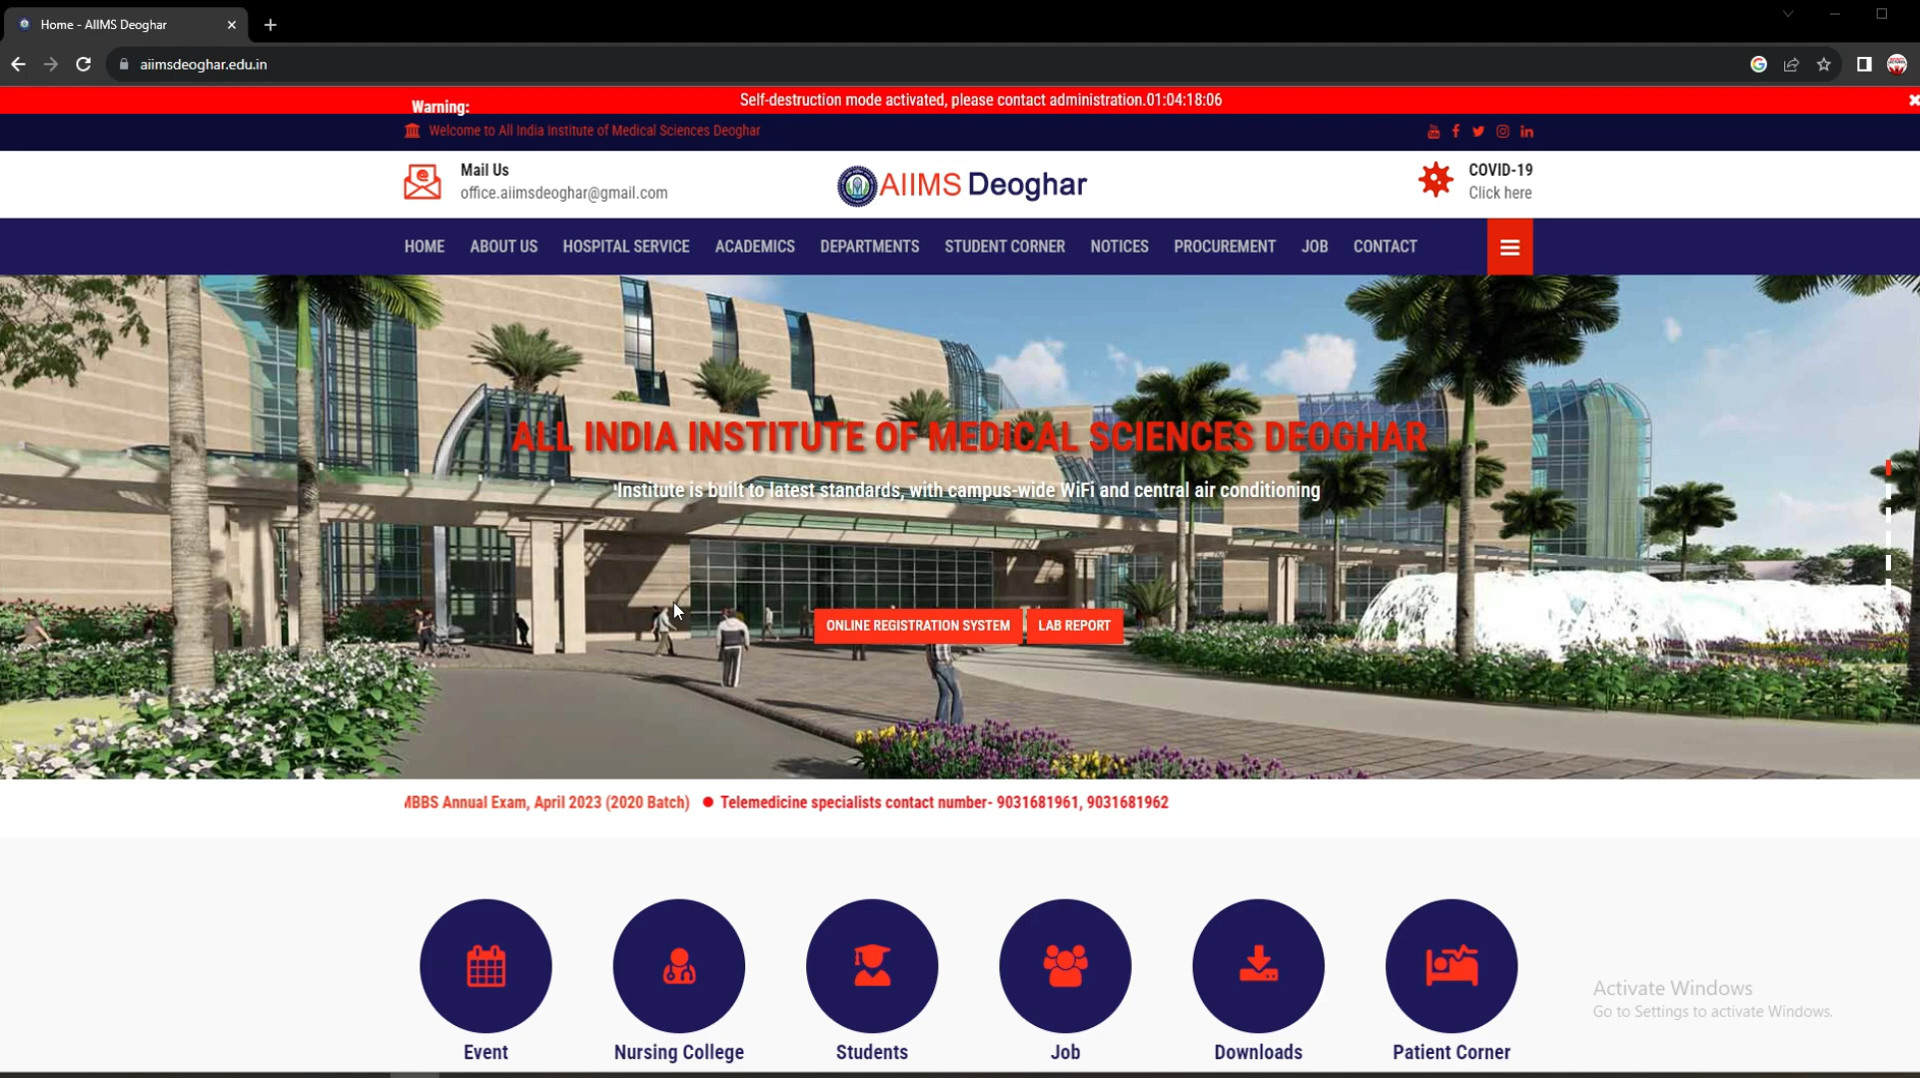 Home - AIIMS Deoghar
aiimsdeoghar.edu.in
Warning:
Self-destruction mode activated, please contact administration.01:04:18:06
Welcome to All India Institute of Medical Sciences Deoghar
Mail Us
office.aiimsdeoghar@gmail.com
AIIMS Deoghar
COVID-19
Click here
HOME ABOUT US HOSPITAL SERVICE ACADEMICS DEPARTMENTS STUDENT CORNER NOTICES PROCUREMENT JOB CONTACT
ALL INDIA INSTITUTE OF MEDICAL SCIENCES DEOGHAR
'Institute is built to latest standards, with campus-wide WiFi and central air conditioning
ONLINE REGISTRATION SYSTEM LAB REPORT
MBBS Annual Exam, April 2023 (2020 Batch) ● Telemedicine specialists contact number- 9031681961, 9031681962
Activate Windows
Go to Settings to activate Windows.
Event Nursing College Students Job Downloads Patient Corner